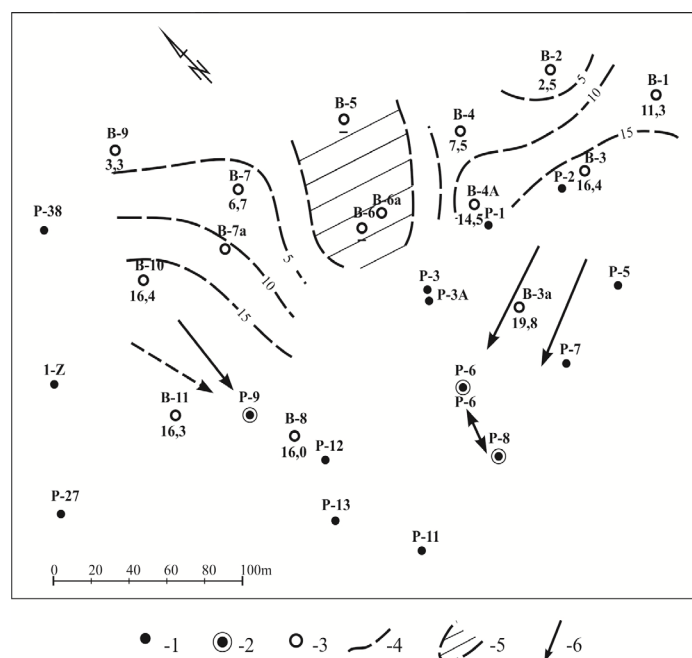 N
B-2
2,5
5
B-1
11,3
10
B-5
–
B-4
7,5
15
B-9
3,3
B-3
16,4
P-2
B-7
6,7
B-4A
14,5
P-1
B-6a
B-6
–
P-38
B-7a
5
10
B-10
16,4
15
P-3
P-3A
B-3a
19,8
P-5
P-7
1-Z
P-6
P-6
P-9
B-11
16,3
B-8
16,0
P-12
P-8
P-27
P-13
P-11
0 20 40 60 80 100m
-1 -2 -3 -4 -5 -6